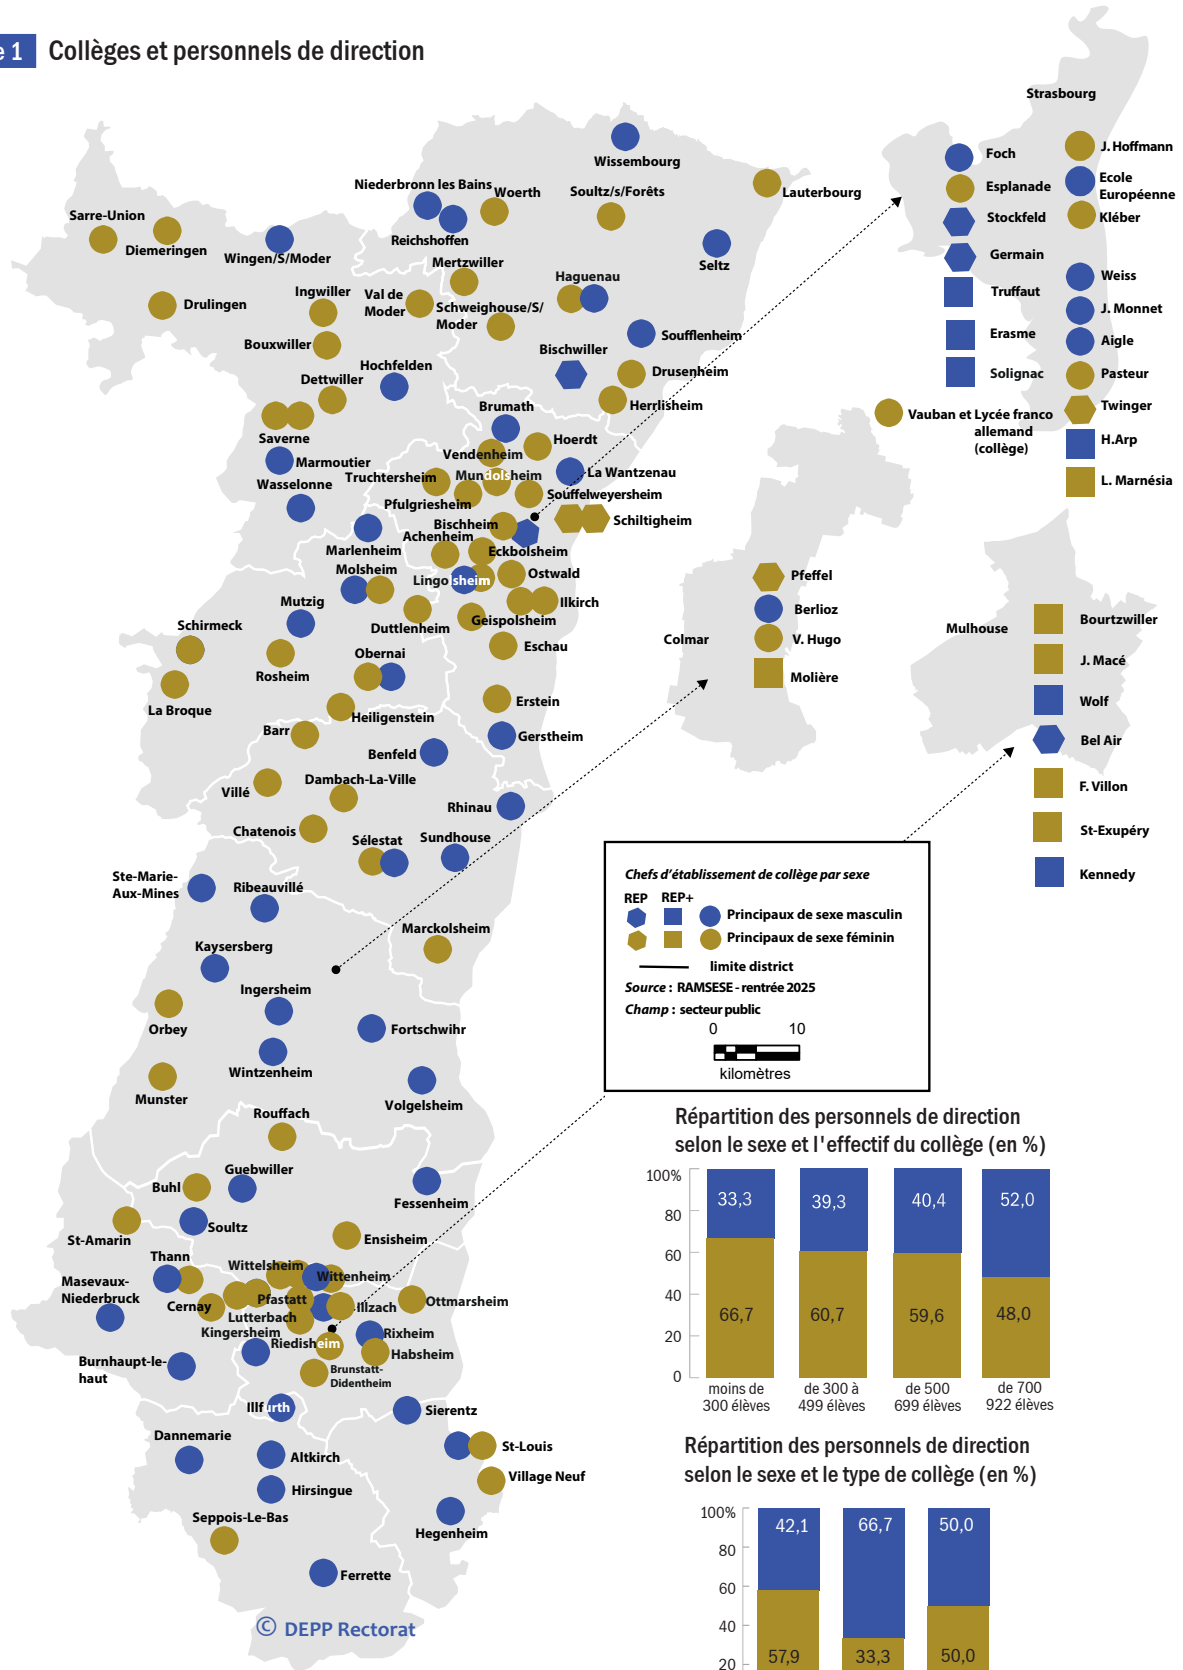 e 1 Collèges et personnels de direction
Strasbourg
Foch
Esplanade
Stockfeld
Germain
Truffaut
Erasme
Solignac
J. Hoffmann
Ecole
Européenne
Kléber
Weiss
J. Monnet
Aigle
Pasteur
Twinger
H.Arp
L. Marnésia
Vauban et Lycée franco
allemand
(collège)
Wissembourg
Niederbronn les Bains
Woerth
Soultz/s/Forêts
Lauterbourg
Reichshoffen
Sarre-Union
Diemeringen
Wingen/S/Moder
Seltz
Mertzwiller
Haguenau
Drulingen
Ingwiller
Val de
Moder
Schweighouse/S/
Moder
Soufflenheim
Bouxwiller
Bischwiller
Hochfelden
Drusenheim
Dettwiller
Herrlisheim
Saverne
Brumath
Hoerdt
Vendenheim
Marmoutier
La Wantzenau
Truchtersheim
Mundolsheim
Wasselonne
Souffelweyersheim
Pfulgriesheim
Bischheim
Schiltigheim
Marlenheim
Achenheim
Eckbolsheim
Molsheim
Lingolsheim
Ostwald
Mutzig
Ilkirch
Duttlenheim
Geispolsheim
Schirmeck
Eschau
Rosheim
Obernai
La Broque
Heiligenstein
Erstein
Barr
Gerstheim
Benfeld
Villé
Dambach-La-Ville
Rhinau
Chatenois
Sélestat
Sundhouse
Ste-Marie-
Aux-Mines
Ribeauvillé
Marckolsheim
Kaysersberg
Ingersheim
Orbey
Fortschwihr
Wintzenheim
Munster
Volgelsheim
Rouffach
Guebwiller
Buhl
Fessenheim
Soultz
St-Amarin
Ensisheim
Thann
Wittelsheim
Wittenheim
Masevaux-
Niederbruck
Cernay
Pfastatt
Illzach
Ottmarsheim
Lutterbach
Kingersheim
Rixheim
Riedisheim
Habsheim
Burnhaupt-le-
haut
Brunstatt-
Didentheim
Illfurth
Sierentz
Dannemarie
Altkirch
St-Louis
Village Neuf
Hirsingue
Seppois-Le-Bas
Hegenheim
Ferrette
© DEPP Rectorat
Colmar
Pfeffel
Berlioz
V. Hugo
Molière
Mulhouse
Bourtzwiller
J. Macé
Wolf
Bel Air
F. Villon
St-Exupéry
Kennedy
Chefs d'établissement de collège par sexe
REP REP+
Principaux de sexe masculin
Principaux de sexe féminin
limite district
Source : RAMSESE - rentrée 2025
Champ : secteur public
0 10
kilomètres
Répartition des personnels de direction
selon le sexe et l'effectif du collège (en %)
100%
80
60
40
20
0
33,3 39,3 40,4 52,0
66,7 60,7 59,6 48,0
moins de
300 élèves
de 300 à
499 élèves
de 500
699 élèves
de 700
922 élèves
Répartition des personnels de direction
selon le sexe et le type de collège (en %)
100%
80
60
40
20
42,1 66,7 50,0
57,9 33,3 50,0